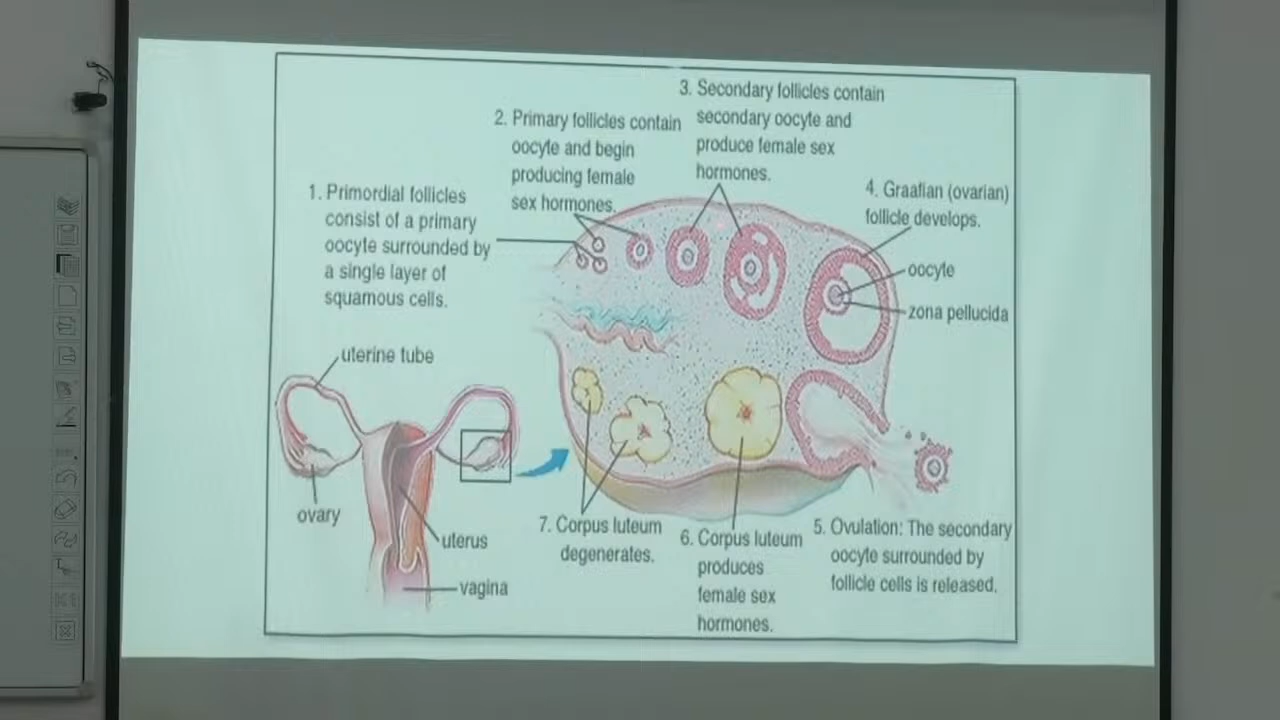 1. Primordial follicles
consist of a primary
oocyte surrounded by
a single layer of
squamous cells.
2. Primary follicles contain
oocyte and begin
producing female
sex hormones.
3. Secondary follicles contain
secondary oocyte and
produce female sex
hormones.
4. Graafian (ovarian)
follicle develops.
oocyte
zona pellucida
uterine tube
ovary
uterus
vagina
7. Corpus luteum
degenerates.
6. Corpus luteum
produces
female sex
hormones.
5. Ovulation: The secondary
oocyte surrounded by
follicle cells is released.